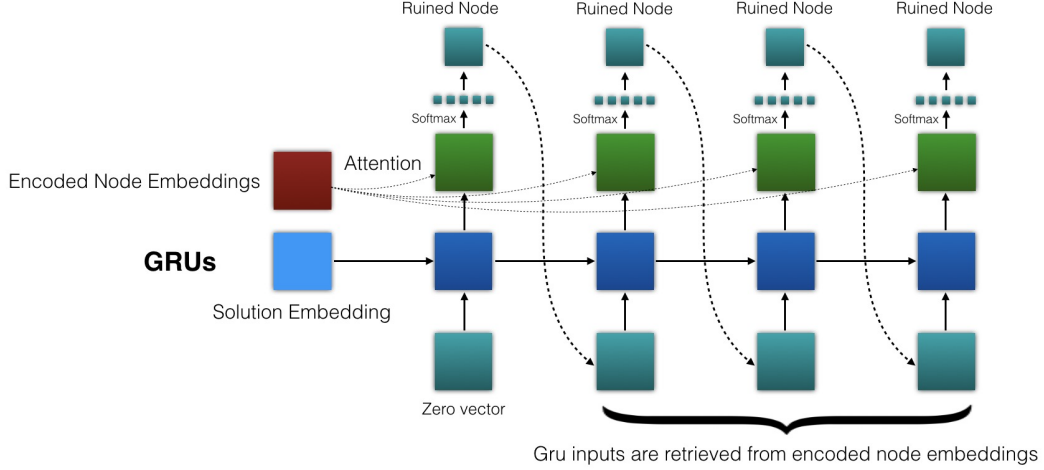 Ruined Node
Ruined Node
Ruined Node
Ruined Node
Softmax
Softmax
Softmax
Softmax
Attention
Encoded Node Embeddings
GRUs
Solution Embedding
Zero vector
Gru inputs are retrieved from encoded node embeddings